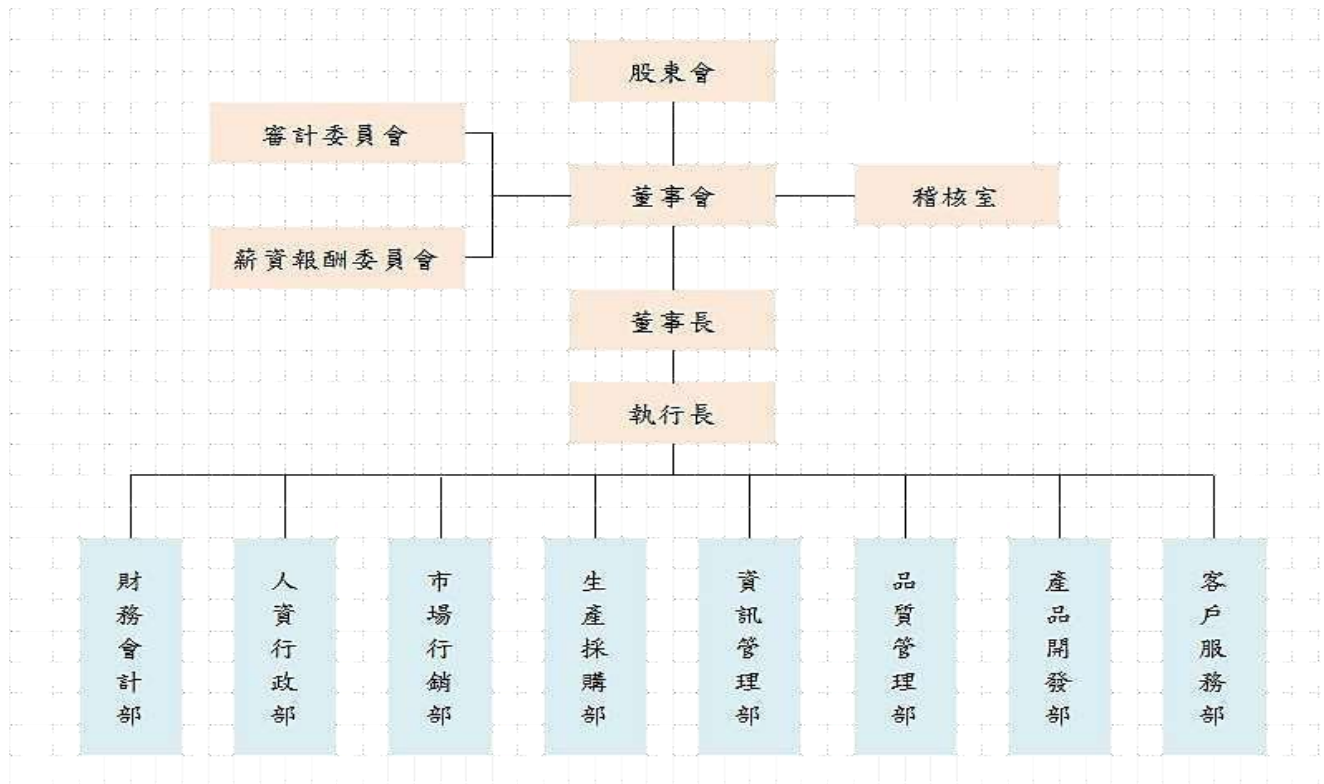 股東會
審計委員會
董事會
稽核室
薪資報酬委員會
董事長
執行長
財務會計部
人資行政部
市場行銷部
生產採購部
資訊管理部
品質管理部
產品開發部
客戶服務部